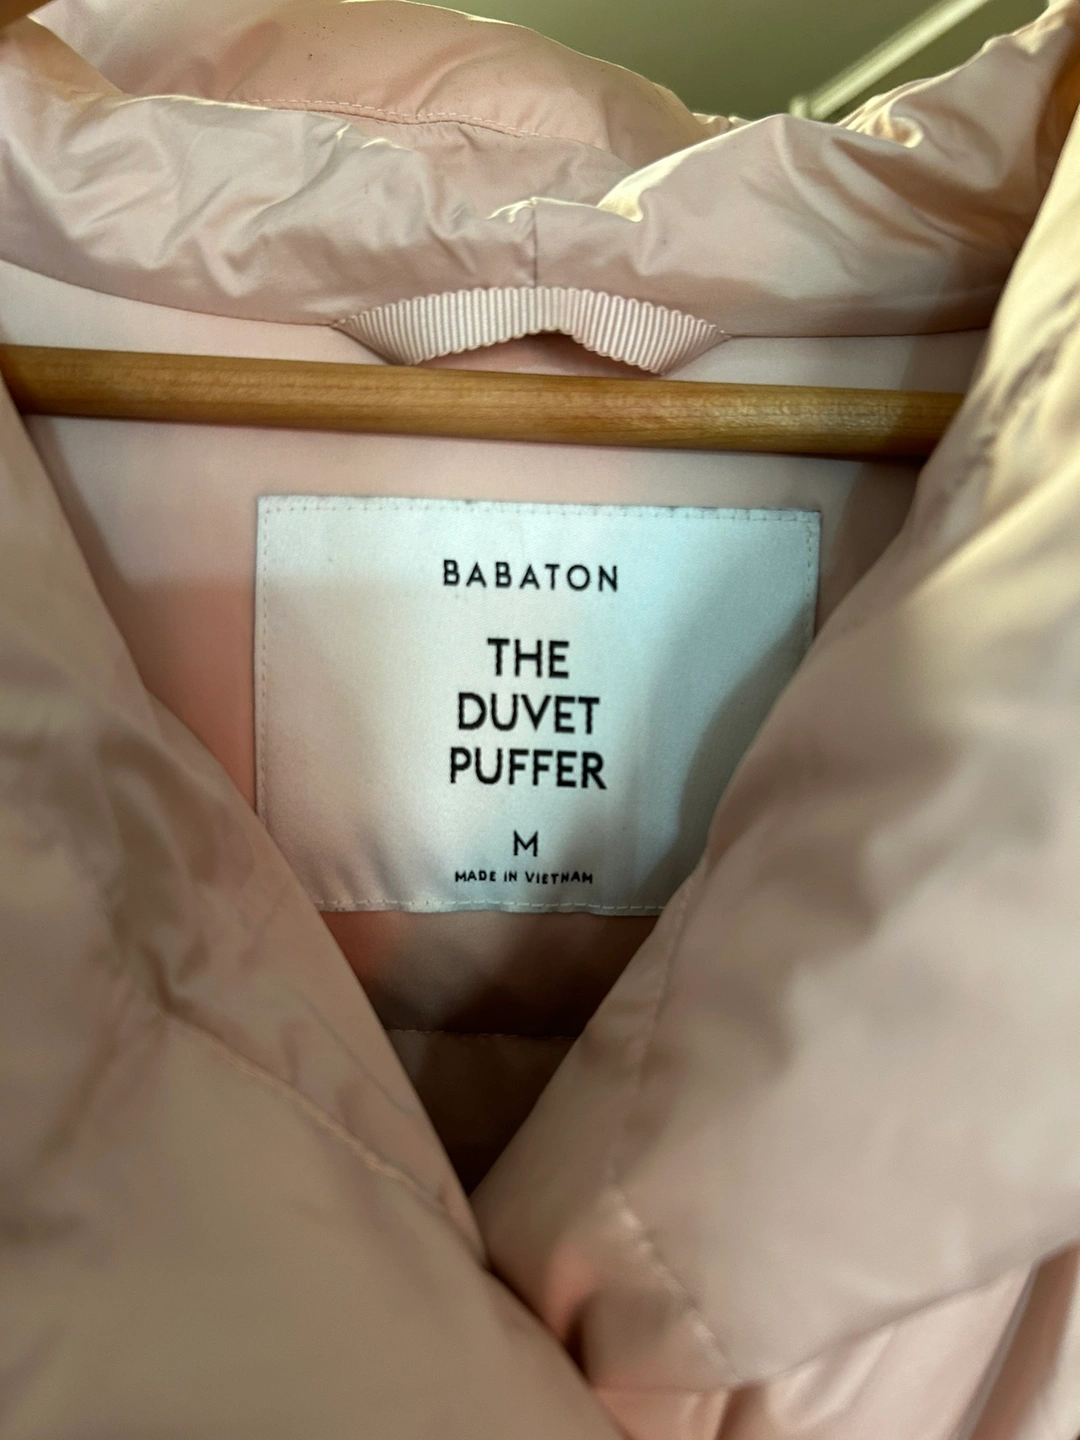 BABATON
THE
DUVET
PUFFER
M
MADE IN VIETNAM